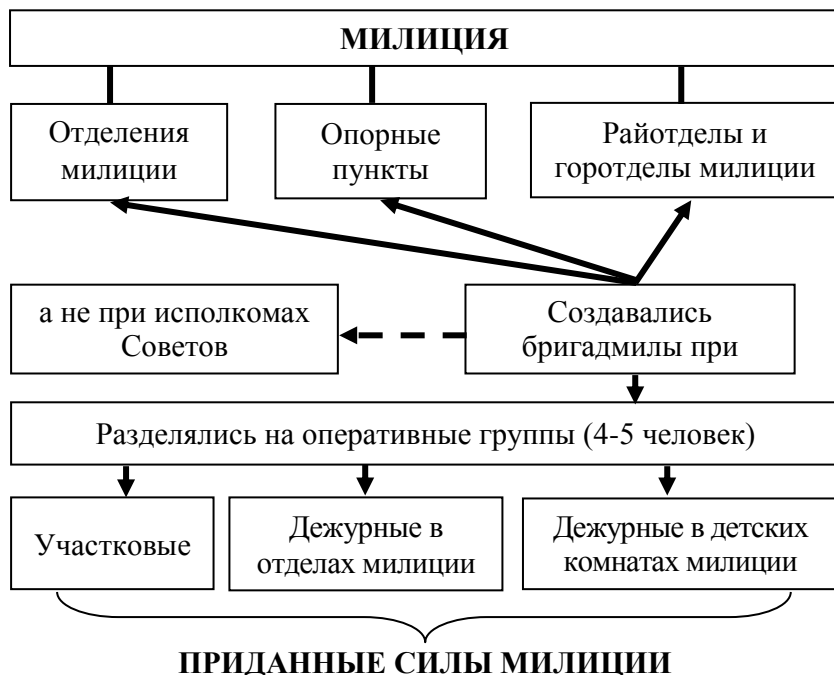 МИЛИЦИЯ
Отделения
милиции
Опорные
пункты
Райотделы и
горотделы милиции
а не при исполкомах
Советов
Создавались
бригадмилы при
Разделялись на оперативные группы (4-5 человек)
Участковые
Дежурные в
отделах милиции
Дежурные в детских
комнатах милиции
ПРИДАННЫЕ СИЛЫ МИЛИЦИИ